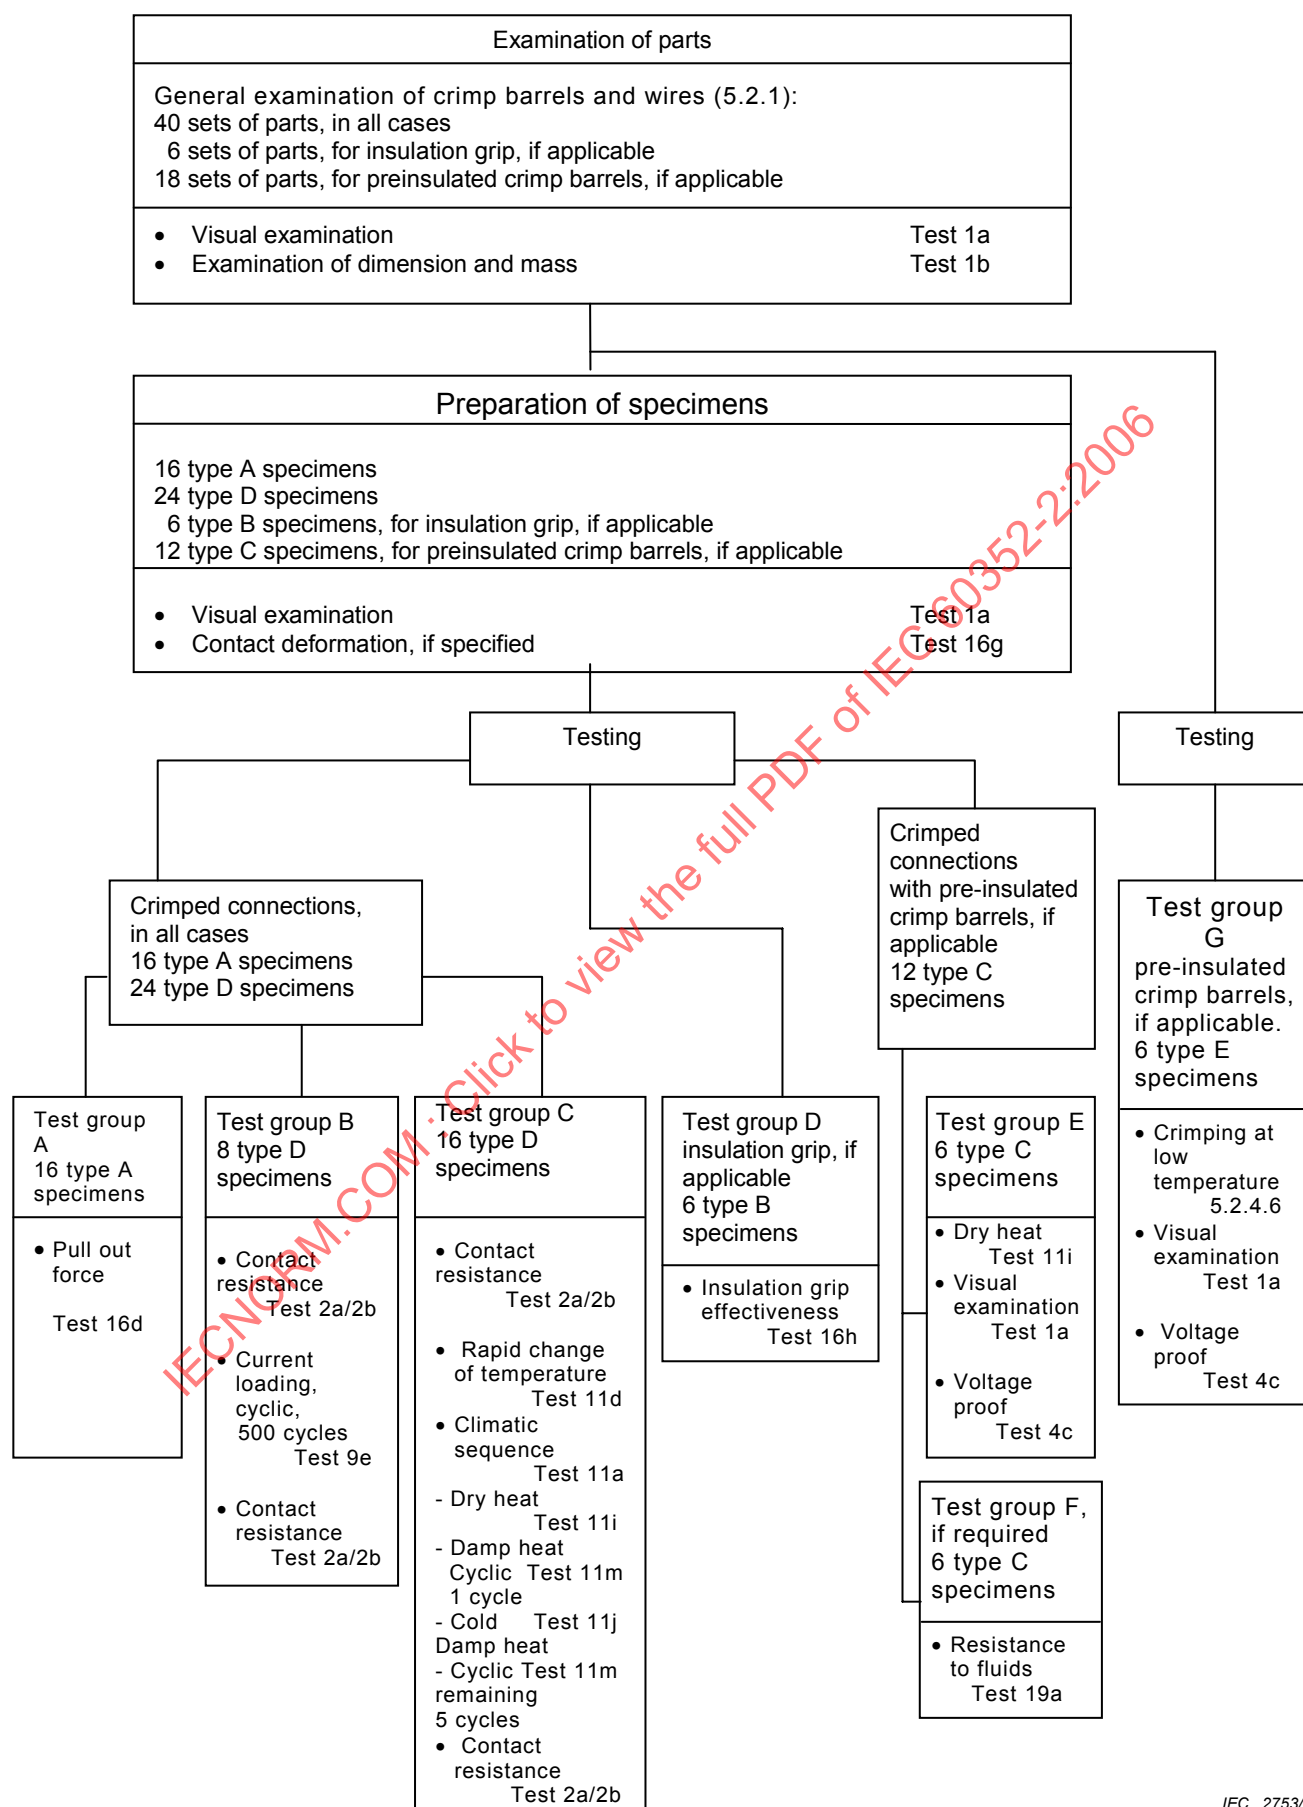 Examination of parts
General examination of crimp barrels and wires (5.2.1):
40 sets of parts, in all cases
6 sets of parts, for insulation grip, if applicable
18 sets of parts, for preinsulated crimp barrels, if applicable
• Visual examination Test 1a
• Examination of dimension and mass Test 1b
Preparation of specimens
16 type A specimens
24 type D specimens
6 type B specimens, for insulation grip, if applicable
12 type C specimens, for preinsulated crimp barrels, if applicable
• Visual examination Test 1a
• Contact deformation, if specified Test 16g
Testing
Testing
Crimped connections,
in all cases
16 type A specimens
24 type D specimens
Crimped
connections
with pre-insulated
crimp barrels, if
applicable
12 type C
specimens
Test group
G
pre-insulated
crimp barrels,
if applicable.
6 type E
specimens
• Crimping at
low
temperature
5.2.4.6
• Visual
examination
Test 1a
• Voltage
proof
Test 4c
Test group
A
16 type A
specimens
• Pull out
force
Test 16d
Test group B
8 type D
specimens
• Contact
resistance
Test 2a/2b
• Current
loading,
cyclic,
500 cycles
Test 9e
• Contact
resistance
Test 2a/2b
Test group C
16 type D
specimens
• Contact
resistance
Test 2a/2b
• Rapid change
of temperature
Test 11d
• Climatic
sequence
Test 11a
- Dry heat
Test 11i
- Damp heat
Cyclic Test 11m
1 cycle
- Cold Test 11j
Damp heat
- Cyclic Test 11m
remaining
5 cycles
• Contact
resistance
Test 2a/2b
Test group D
insulation grip, if
applicable
6 type B
specimens
• Insulation grip
effectiveness
Test 16h
Test group E
6 type C
specimens
• Dry heat
Test 11i
• Visual
examination
Test 1a
• Voltage
proof
Test 4c
Test group F,
if required
6 type C
specimens
• Resistance
to fluids
Test 19a
IECNORM.COM : Click to view the full PDF of IEC 60352-2:2006
IEC 2753/